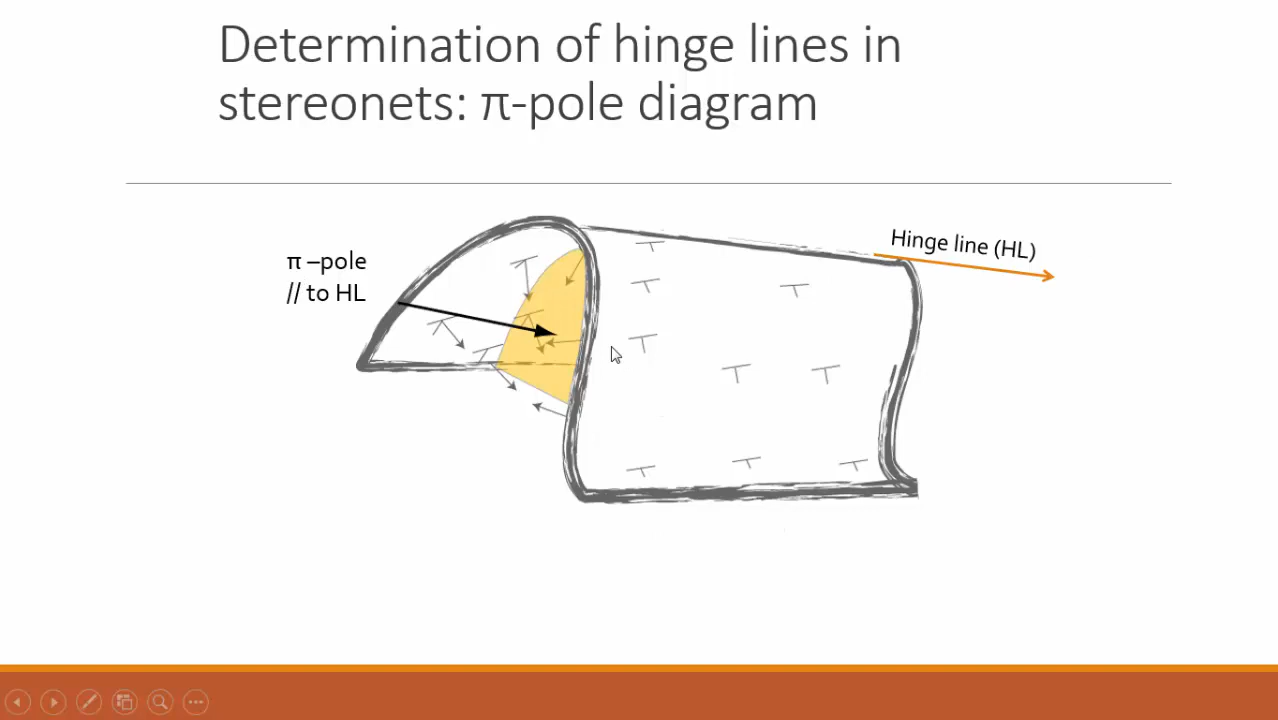 Determination of hinge lines in
stereonets: π-pole diagram
π –pole
// to HL
Hinge line (HL)